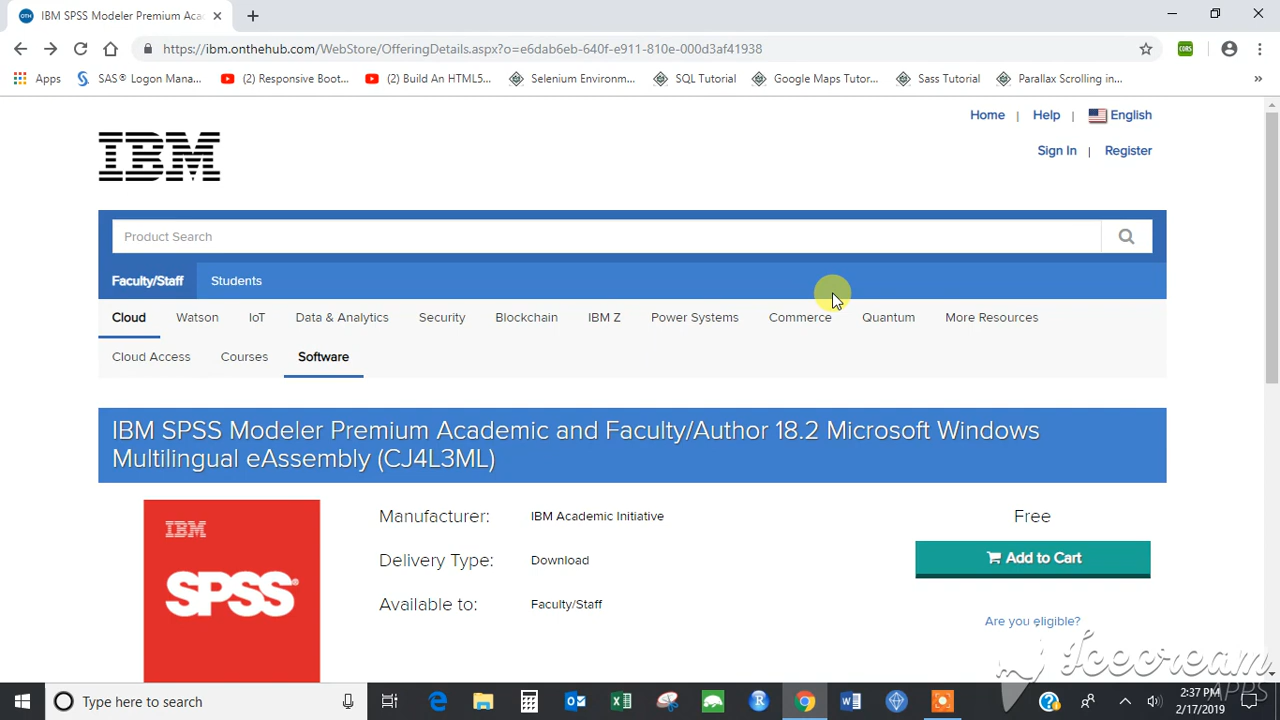 IBM SPSS Modeler Premium Aca
https://ibm.onthehub.com/WebStore/OfferingDetails.aspx?o=e6dab6eb-640f-e911-810e-000d3af41938
CORS
Apps SAS® Logon Mana... (2) Responsive Boot... (2) Build An HTML5... Selenium Environm... SQL Tutorial Google Maps Tutor... Sass Tutorial Parallax Scrolling in... »
Home | Help | English
IBM
Sign In | Register
Product Search
Faculty/Staff Students
Cloud Watson IoT Data & Analytics Security Blockchain IBM Z Power Systems Commerce Quantum More Resources
Cloud Access Courses Software
IBM SPSS Modeler Premium Academic and Faculty/Author 18.2 Microsoft Windows
Multilingual eAssembly (CJ4L3ML)
IBM
SPSS®
Manufacturer: IBM Academic Initiative
Free
Delivery Type: Download
Add to Cart
Available to: Faculty/Staff
Are you eligible?
Icecream
APPS
Type here to search
2:37 PM
2/17/2019